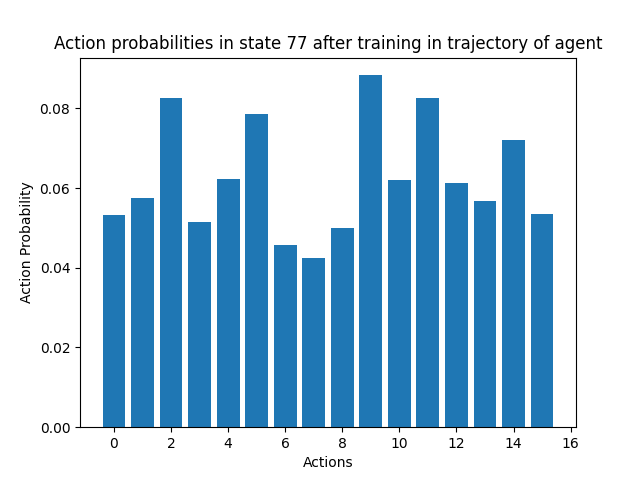 Action probabilities in state 77 after training in trajectory of agent
Action Probability
0.08
0.06
0.04
0.02
0.00
0 2 4 6 8 10 12 14 16
Actions